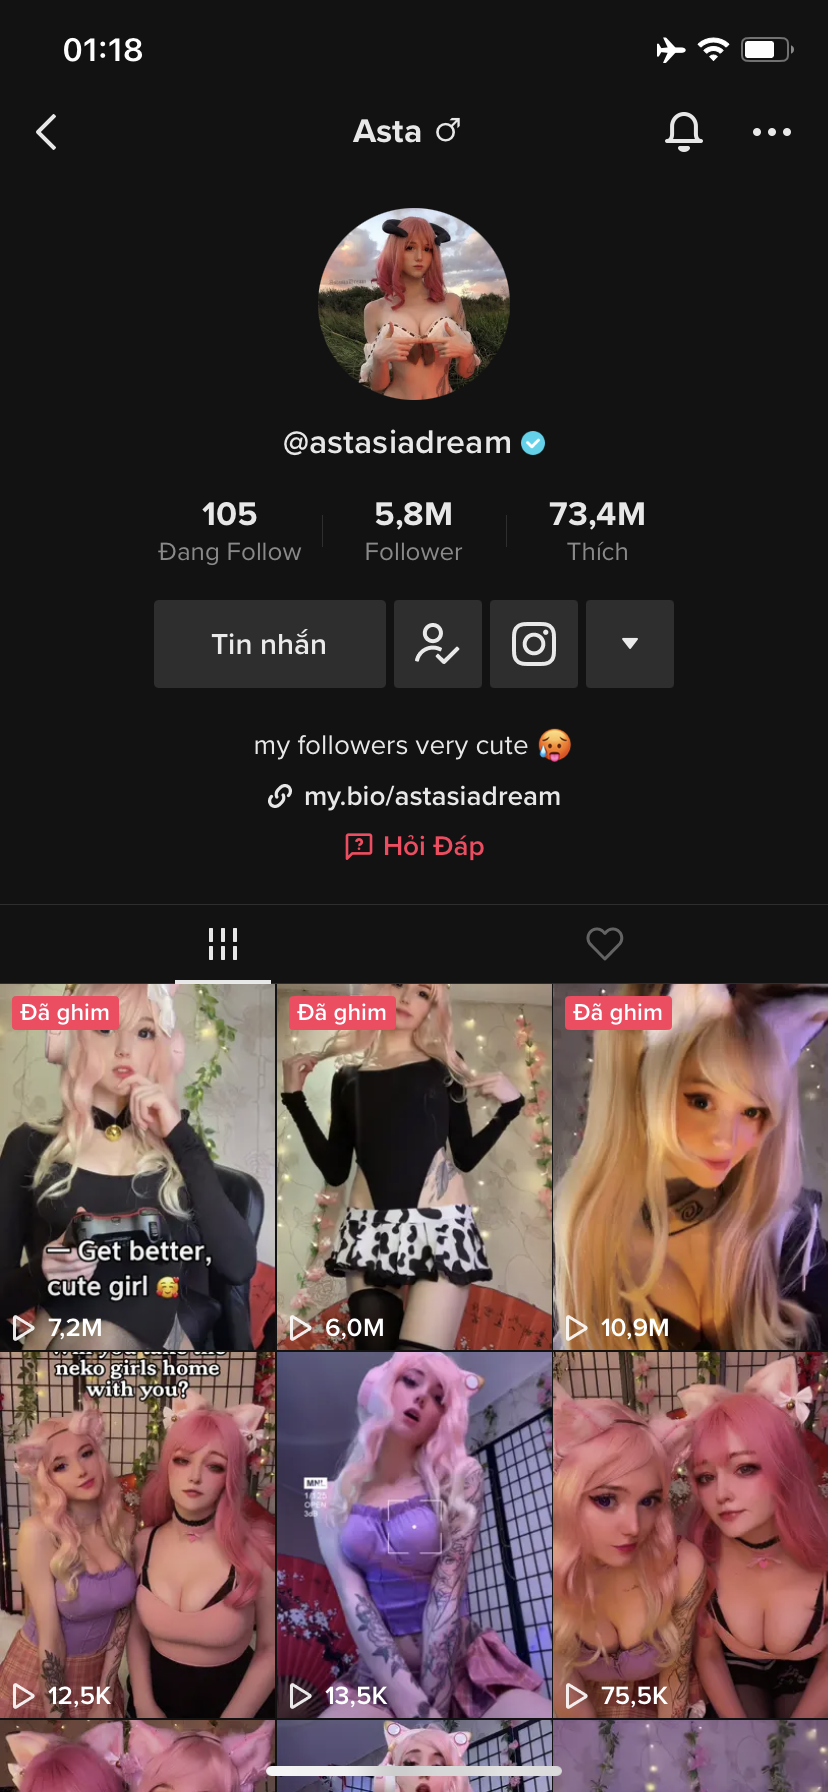 01:18
Asta ♂
@astasiadream
105
5,8M
73,4M
Đang Follow
Follower
Thích
Tin nhắn
my followers very cute 🥵
my.bio/astasiadream
Hỏi Đáp
Đã ghim
Đã ghim
Đã ghim
— Get better,
cute girl 🥰
7,2M
6,0M
10,9M
neko girls home
with you?
MNL
OPEN
12,5K
13,5K
75,5K